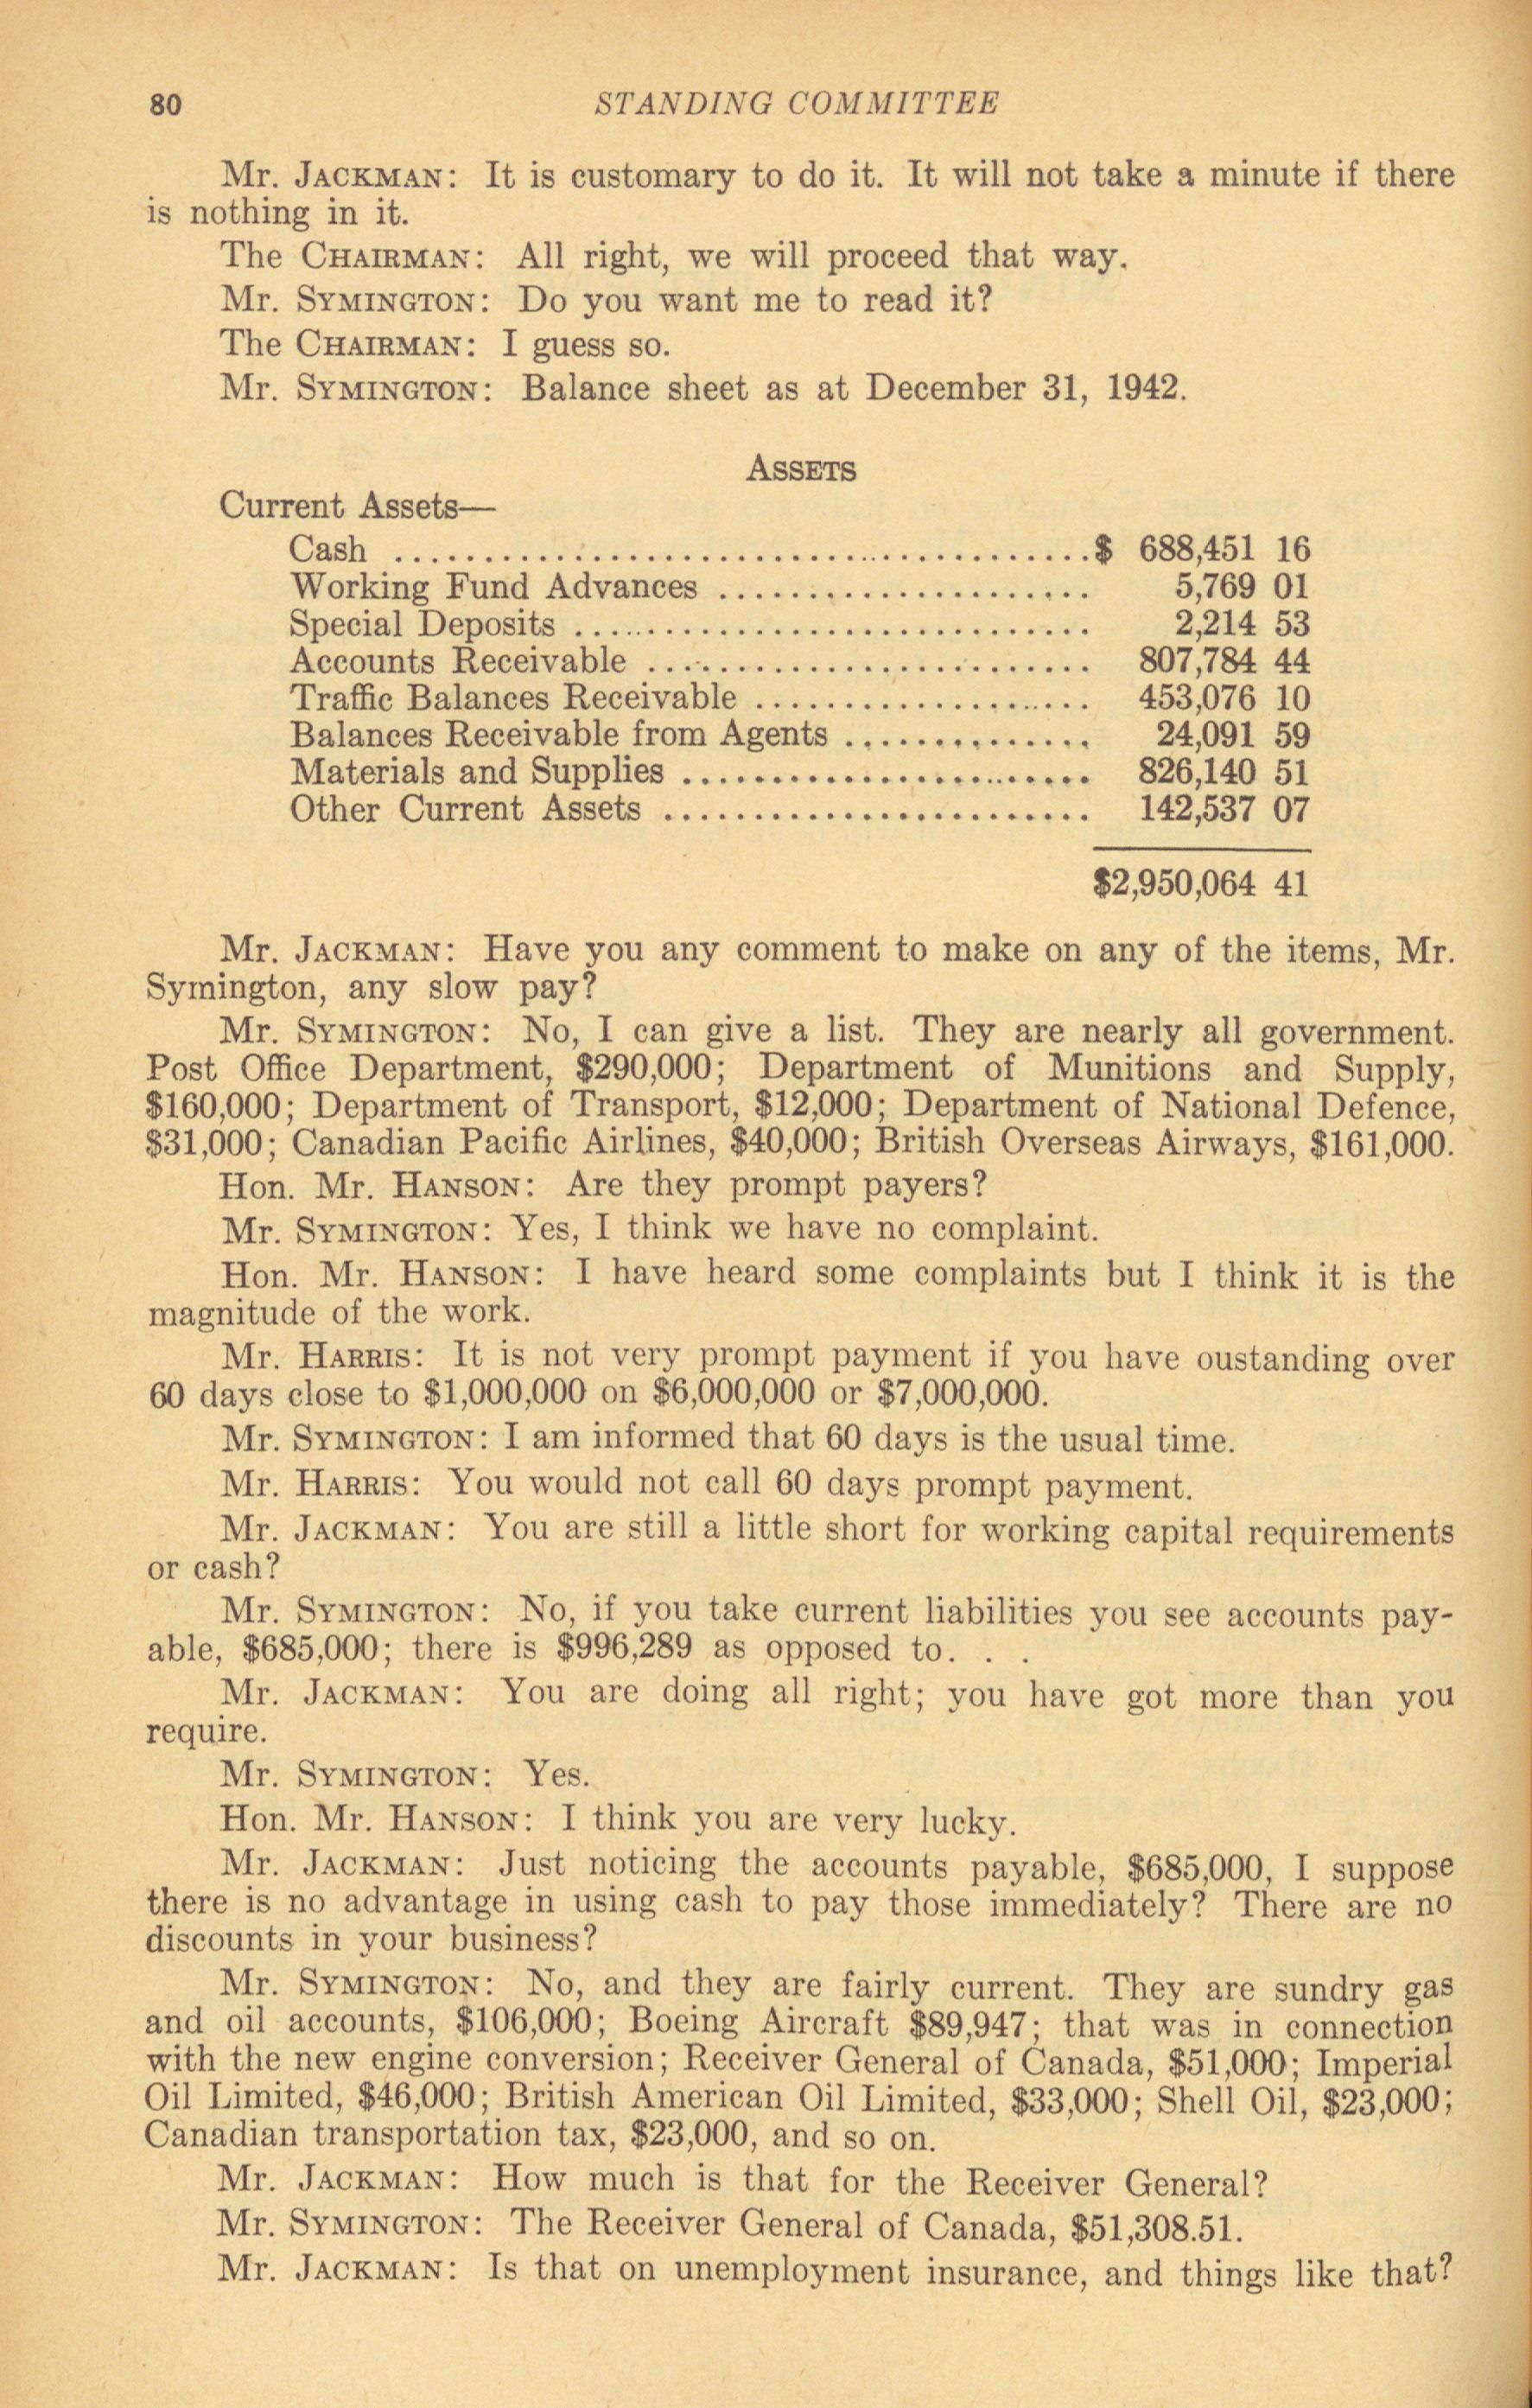 80 STANDING COMMITTEE
Mr. JACKMAN: It is customary to do it. It will not take a minute if there
is nothing in it.
The CHAIRMAN: All right, we will proceed that way.
Mr. SYMINGTON: Do you want me to read it?
The CHAIRMAN: I guess so.
Mr. SYMINGTON: Balance sheet as at December 31, 1942.
ASSETS
Current Assets—
Cash ........................................$ 688,451 16
Working Fund Advances ..................... 5,769 01
Special Deposits ............................. 2,214 53
Accounts Receivable ......................... 807,784 44
Traffic Balances Receivable ................... 453,076 10
Balances Receivable from Agents .............. 24,091 59
Materials and Supplies ....................... 826,140 51
Other Current Assets ........................ 142,537 07
$2,950,064 41
Mr. JACKMAN: Have you any comment to make on any of the items, Mr.
Symington, any slow pay?
Mr. SYMINGTON: No, I can give a list. They are nearly all government.
Post Office Department, $290,000; Department of Munitions and Supply,
$160,000; Department of Transport, $12,000; Department of National Defence,
$31,000; Canadian Pacific Airlines, $40,000; British Overseas Airways, $161,000.
Hon. Mr. HANSON: Are they prompt payers?
Mr. SYMINGTON: Yes, I think we have no complaint.
Hon. Mr. HANSON: I have heard some complaints but I think it is the
magnitude of the work.
Mr. HARRIS: It is not very prompt payment if you have oustanding over
60 days close to $1,000,000 on $6,000,000 or $7,000,000.
Mr. SYMINGTON: I am informed that 60 days is the usual time.
Mr. HARRIS: You would not call 60 days prompt payment.
Mr. JACKMAN: You are still a little short for working capital requirements
or cash?
Mr. SYMINGTON: No, if you take current liabilities you see accounts pay-
able, $685,000; there is $996,289 as opposed to. . .
Mr. JACKMAN: You are doing all right; you have got more than you
require.
Mr. SYMINGTON: Yes.
Hon. Mr. HANSON: I think you are very lucky.
Mr. JACKMAN: Just noticing the accounts payable, $685,000, I suppose
there is no advantage in using cash to pay those immediately? There are no
discounts in your business?
Mr. SYMINGTON: No, and they are fairly current. They are sundry gas
and oil accounts, $106,000; Boeing Aircraft $89,947; that was in connection
with the new engine conversion; Receiver General of Canada, $51,000; Imperial
Oil Limited, $46,000; British American Oil Limited, $33,000; Shell Oil, $23,000;
Canadian transportation tax, $23,000, and so on.
Mr. JACKMAN: How much is that for the Receiver General?
Mr. SYMINGTON: The Receiver General of Canada, $51,308.51.
Mr. JACKMAN: Is that on unemployment insurance, and things like that?